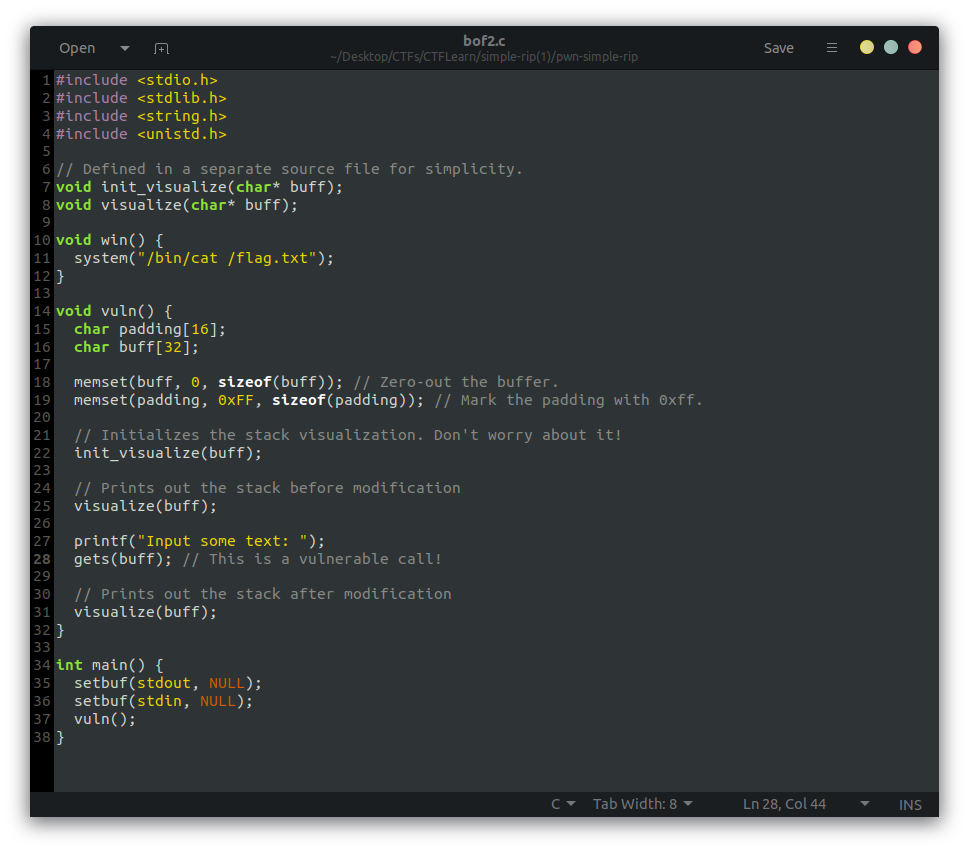 Open
bof2.c
~/Desktop/CTFs/CTFLearn/simple-rip(1)/pwn-simple-rip
Save
1 #include <stdio.h>
2 #include <stdlib.h>
3 #include <string.h>
4 #include <unistd.h>
5
6 // Defined in a separate source file for simplicity.
7 void init_visualize(char* buff);
8 void visualize(char* buff);
9
10 void win() {
11   system("/bin/cat /flag.txt");
12 }
13
14 void vuln() {
15   char padding[16];
16   char buff[32];
17
18   memset(buff, 0, sizeof(buff)); // Zero-out the buffer.
19   memset(padding, 0xFF, sizeof(padding)); // Mark the padding with 0xff.
20
21   // Initializes the stack visualization. Don't worry about it!
22   init_visualize(buff);
23
24   // Prints out the stack before modification
25   visualize(buff);
26
27   printf("Input some text: ");
28   gets(buff); // This is a vulnerable call!
29
30   // Prints out the stack after modification
31   visualize(buff);
32 }
33
34 int main() {
35   setbuf(stdout, NULL);
36   setbuf(stdin, NULL);
37   vuln();
38 }
C
Tab Width: 8
Ln 28, Col 44
INS